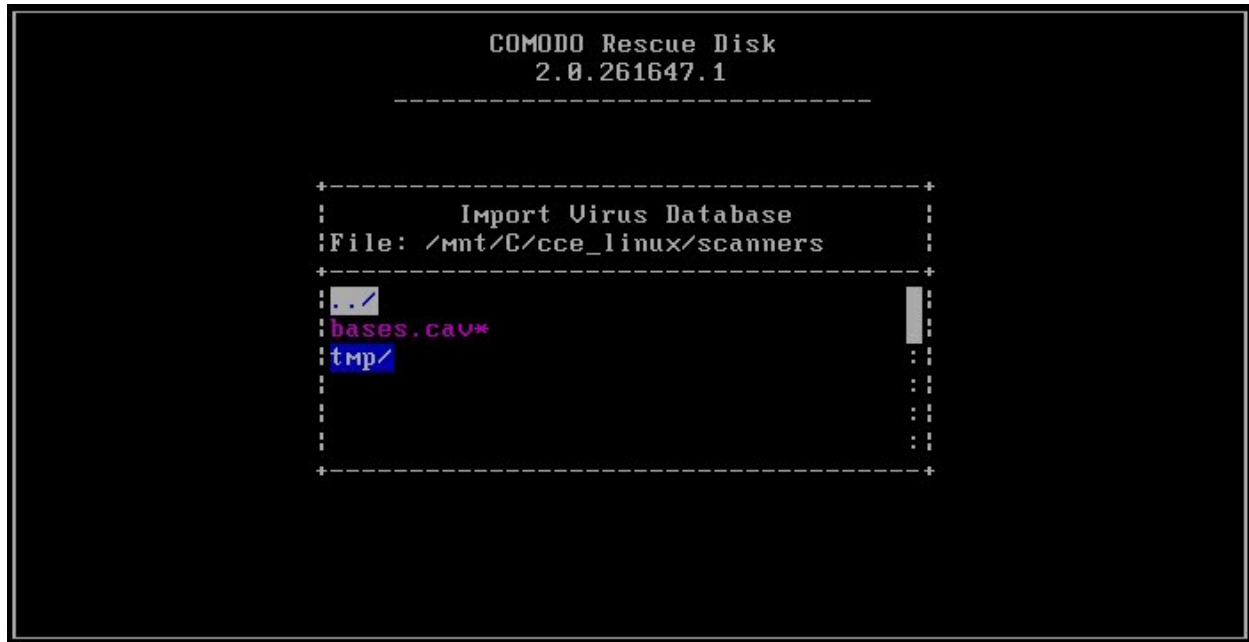 COMODO Rescue Disk
2.0.261647.1
Import Virus Database
File: /mnt/C/cce_linux/scanners
../
bases.cav*
tmp/